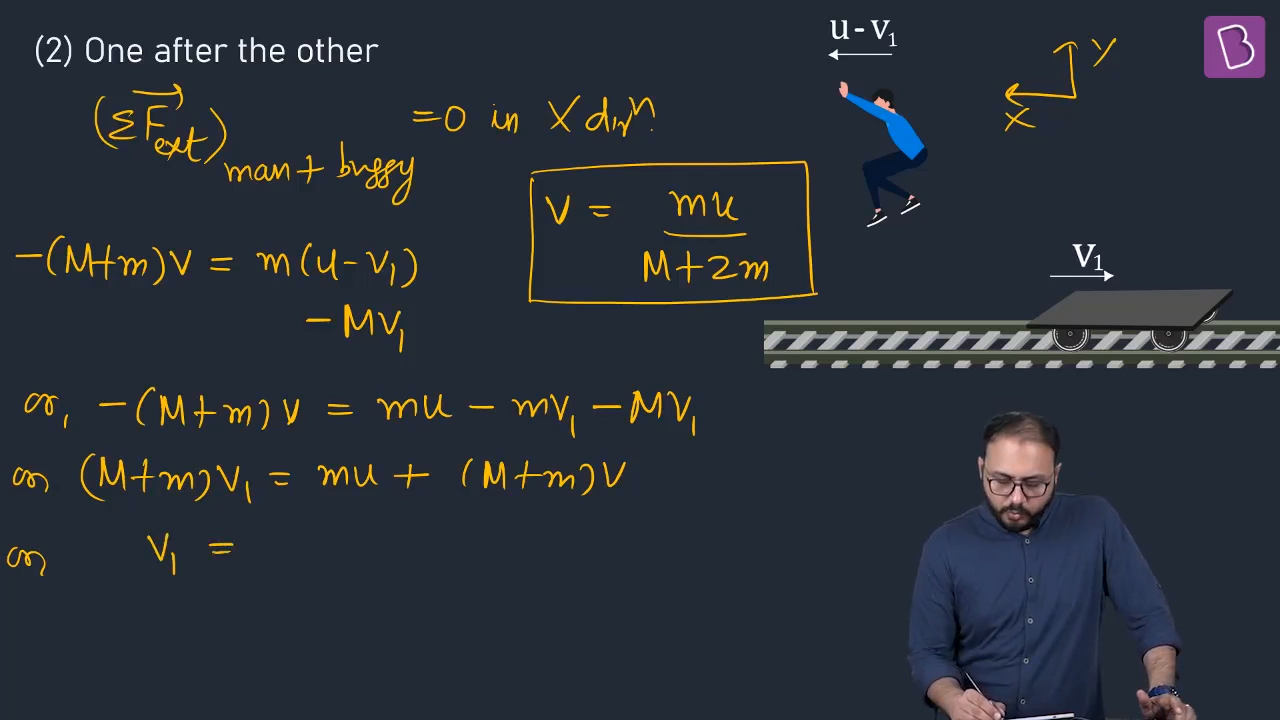 (2) One after the other
(ΣF⃗ext)man + buggy = 0 in X dirn.
V = mu / M+2m
-(M+m)V = m(u-V₁)
- MV₁
or, -(M+m)V = mu - mV₁ - MV₁
or (M+m)V₁ = mu + (M+m)V
or V₁ =
u - v₁
Y
X
V₁
B